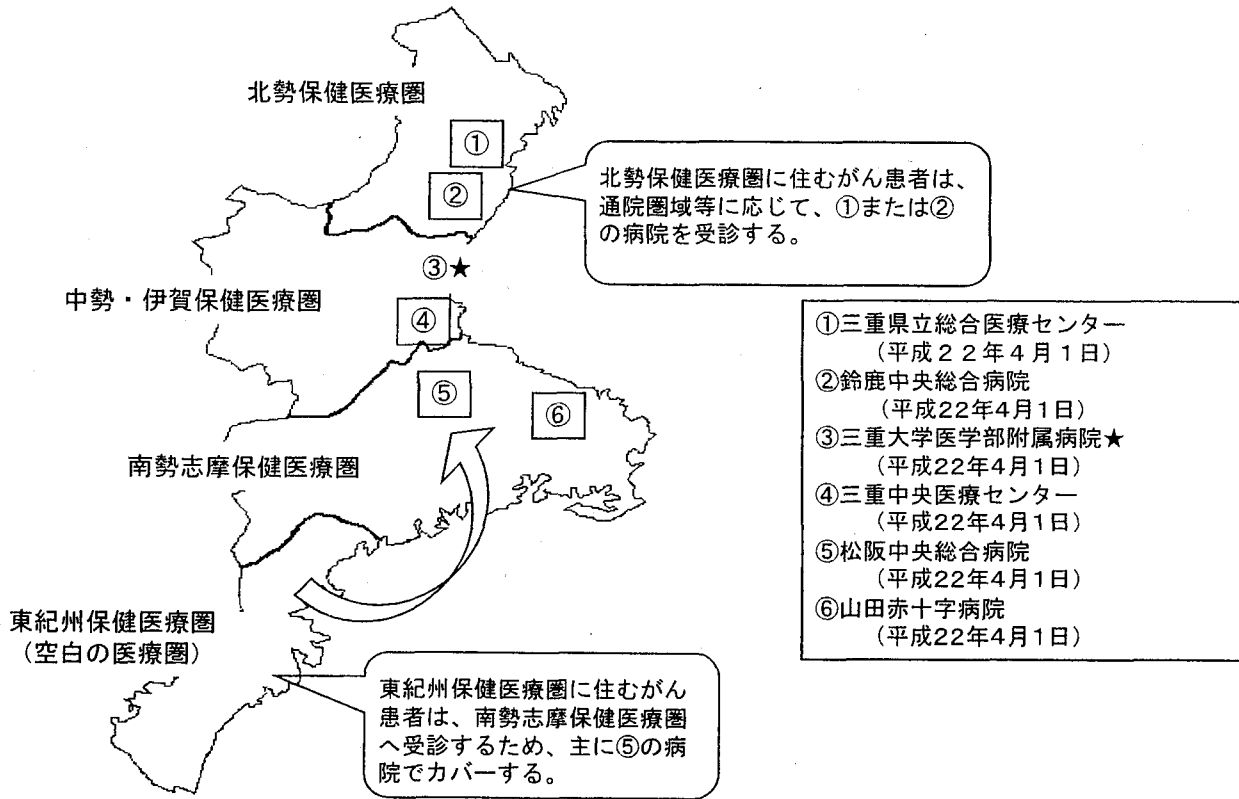 北勢保健医療圏
①
②
北勢保健医療圏に住むがん患者は、
通院圏域等に応じて、①または②
の病院を受診する。
③★
中勢・伊賀保健医療圏
④
⑤
⑥
南勢志摩保健医療圏
東紀州保健医療圏
(空白の医療圏)
東紀州保健医療圏に住むがん
患者は、南勢志摩保健医療圏
へ受診するため、主に⑤の病
院でカバーする。
①三重県立総合医療センター
(平成22年4月1日)
②鈴鹿中央総合病院
(平成22年4月1日)
③三重大学医学部附属病院★
(平成22年4月1日)
④三重中央医療センター
(平成22年4月1日)
⑤松阪中央総合病院
(平成22年4月1日)
⑥山田赤十字病院
(平成22年4月1日)